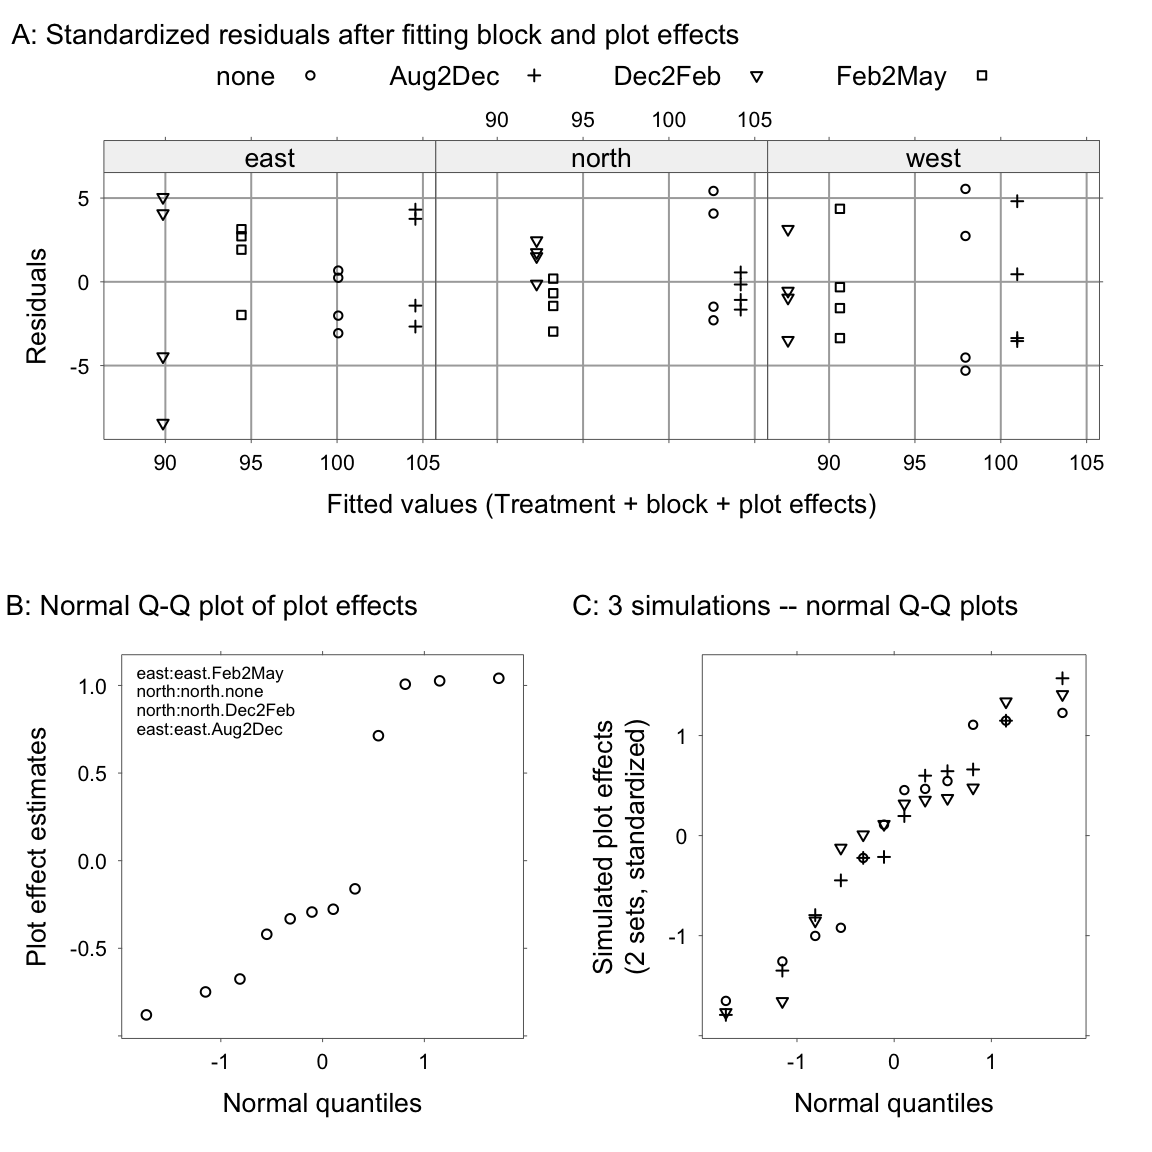 A: Standardized residuals after fitting block and plot effects
none Aug2Dec Dec2Feb Feb2May
90 95 100 105
east north west
5
0
-5
Residuals
90 95 100 105 90 95 100 105
Fitted values (Treatment + block + plot effects)
B: Normal Q-Q plot of plot effects
east:east.Feb2May
north:north.none
north:north.Dec2Feb
east:east.Aug2Dec
1.0
0.5
0.0
-0.5
Plot effect estimates
-1 0 1
Normal quantiles
C: 3 simulations -- normal Q-Q plots
1
0
-1
Simulated plot effects
(2 sets, standardized)
-1 0 1
Normal quantiles